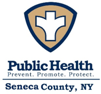 Public Health
Prevent. Promote. Protect.
Seneca County, NY